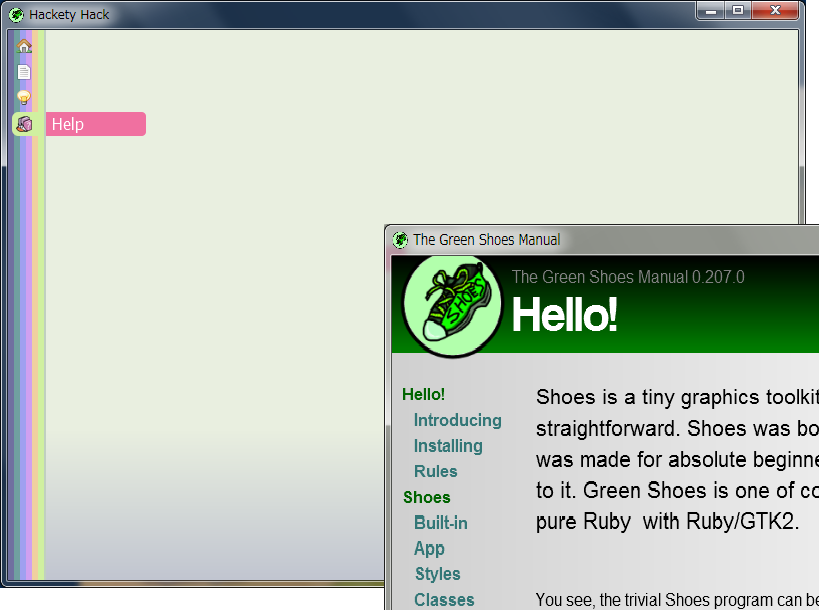 Hackety Hack
Help
The Green Shoes Manual
SHOES
The Green Shoes Manual 0.207.0
Hello!
Hello!
Introducing
Installing
Rules
Shoes
Built-in
App
Styles
Classes
Shoes is a tiny graphics toolkit
straightforward. Shoes was
was made for absolute
to it. Green Shoes is one of
pure Ruby with Ruby/GTK2.
You see, the trivial Shoes program can be